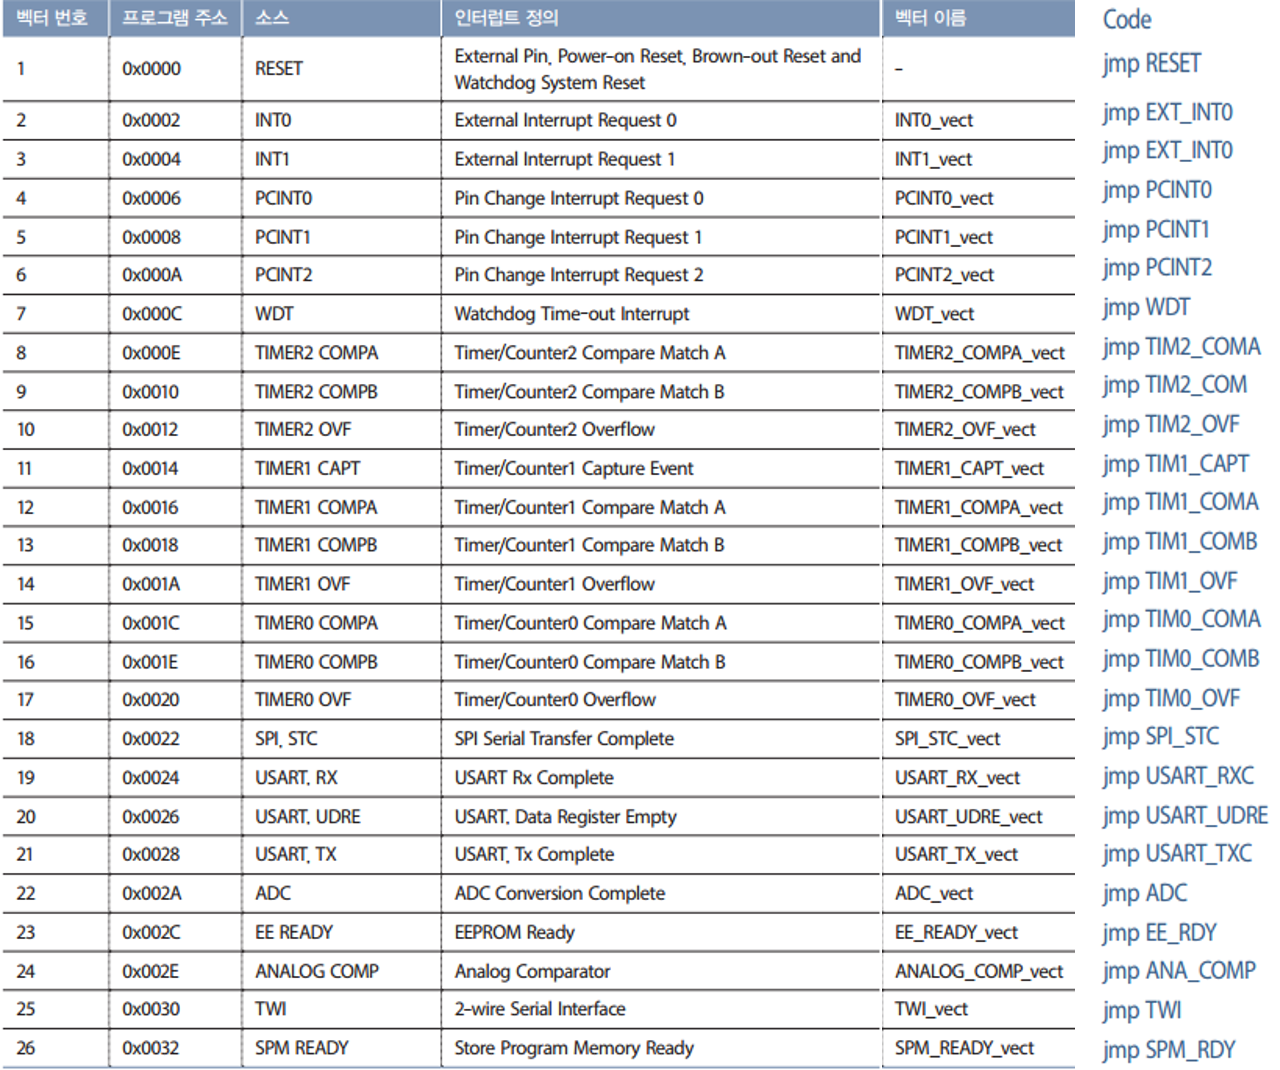 벡터 번호 프로그램 주소 소스 인터럽트 정의 벡터 이름 Code
1 0x0000 RESET External Pin, Power-on Reset, Brown-out Reset and Watchdog System Reset – jmp RESET
2 0x0002 INT0 External Interrupt Request 0 INT0_vect jmp EXT_INT0
3 0x0004 INT1 External Interrupt Request 1 INT1_vect jmp EXT_INT0
4 0x0006 PCINT0 Pin Change Interrupt Request 0 PCINT0_vect jmp PCINT0
5 0x0008 PCINT1 Pin Change Interrupt Request 1 PCINT1_vect jmp PCINT1
6 0x000A PCINT2 Pin Change Interrupt Request 2 PCINT2_vect jmp PCINT2
7 0x000C WDT Watchdog Time-out Interrupt WDT_vect jmp WDT
8 0x000E TIMER2 COMPA Timer/Counter2 Compare Match A TIMER2_COMPA_vect jmp TIM2_COMA
9 0x0010 TIMER2 COMPB Timer/Counter2 Compare Match B TIMER2_COMPB_vect jmp TIM2_COM
10 0x0012 TIMER2 OVF Timer/Counter2 Overflow TIMER2_OVF_vect jmp TIM2_OVF
11 0x0014 TIMER1 CAPT Timer/Counter1 Capture Event TIMER1_CAPT_vect jmp TIM1_CAPT
12 0x0016 TIMER1 COMPA Timer/Counter1 Compare Match A TIMER1_COMPA_vect jmp TIM1_COMA
13 0x0018 TIMER1 COMPB Timer/Counter1 Compare Match B TIMER1_COMPB_vect jmp TIM1_COMB
14 0x001A TIMER1 OVF Timer/Counter1 Overflow TIMER1_OVF_vect jmp TIM1_OVF
15 0x001C TIMER0 COMPA Timer/Counter0 Compare Match A TIMER0_COMPA_vect jmp TIM0_COMA
16 0x001E TIMER0 COMPB Timer/Counter0 Compare Match B TIMER0_COMPB_vect jmp TIM0_COMB
17 0x0020 TIMER0 OVF Timer/Counter0 Overflow TIMER0_OVF_vect jmp TIM0_OVF
18 0x0022 SPI, STC SPI Serial Transfer Complete SPI_STC_vect jmp SPI_STC
19 0x0024 USART, RX USART Rx Complete USART_RX_vect jmp USART_RXC
20 0x0026 USART, UDRE USART, Data Register Empty USART_UDRE_vect jmp USART_UDRE
21 0x0028 USART, TX USART, Tx Complete USART_TX_vect jmp USART_TXC
22 0x002A ADC ADC Conversion Complete ADC_vect jmp ADC
23 0x002C EE READY EEPROM Ready EE_READY_vect jmp EE_RDY
24 0x002E ANALOG COMP Analog Comparator ANALOG_COMP_vect jmp ANA_COMP
25 0x0030 TWI 2-wire Serial Interface TWI_vect jmp TWI
26 0x0032 SPM READY Store Program Memory Ready SPM_READY_vect jmp SPM_RDY